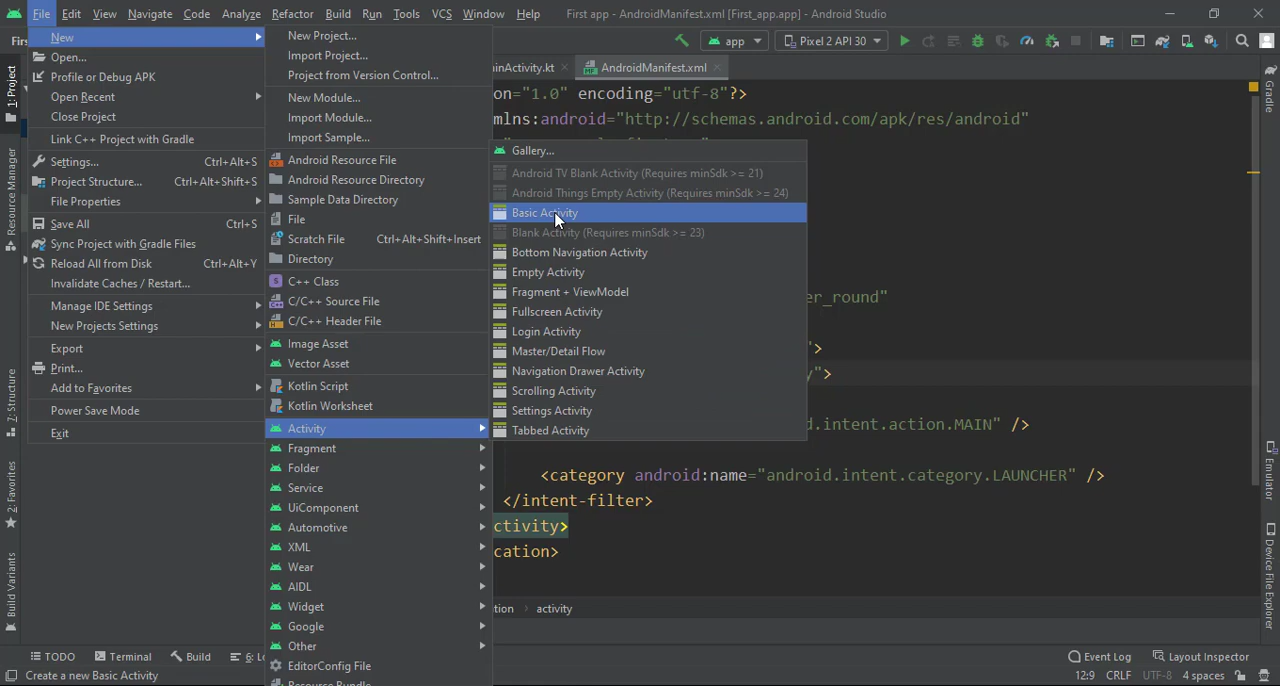 File Edit View Navigate Code Analyze Refactor Build Run Tools VCS Window Help First app - AndroidManifest.xml [First_app.app] - Android Studio
app Pixel 2 API 30
1: Project
Resource Manager
7: Structure
2: Favorites
Build Variants
New
Open...
Profile or Debug APK
Open Recent
Close Project
Link C++ Project with Gradle
Settings... Ctrl+Alt+S
Project Structure... Ctrl+Alt+Shift+S
File Properties
Save All Ctrl+S
Sync Project with Gradle Files
Reload All from Disk Ctrl+Alt+Y
Invalidate Caches / Restart...
Manage IDE Settings
New Projects Settings
Export
Print...
Add to Favorites
Power Save Mode
Exit
New Project...
Import Project...
Project from Version Control...
New Module...
Import Module...
Import Sample...
Android Resource File
Android Resource Directory
Sample Data Directory
File
Scratch File Ctrl+Alt+Shift+Insert
Directory
C++ Class
C/C++ Source File
C/C++ Header File
Image Asset
Vector Asset
Kotlin Script
Kotlin Worksheet
Activity
Fragment
Folder
Service
UiComponent
Automotive
XML
Wear
AIDL
Widget
Google
Other
EditorConfig File
Gallery...
Android TV Blank Activity (Requires minSdk >= 21)
Android Things Empty Activity (Requires minSdk >= 24)
Basic Activity
Blank Activity (Requires minSdk >= 23)
Bottom Navigation Activity
Empty Activity
Fragment + ViewModel
Fullscreen Activity
Login Activity
Master/Detail Flow
Navigation Drawer Activity
Scrolling Activity
Settings Activity
Tabbed Activity
inActivity.kt AndroidManifest.xml
on="1.0" encoding="utf-8"?>
mlns:android="http://schemas.android.com/apk/res/android"
er_round"
">
y">
d.intent.action.MAIN" />
<category android:name="android.intent.category.LAUNCHER" />
</intent-filter>
ctivity>
cation>
tion › activity
Gradle
Emulator
Device File Explorer
TODO Terminal Build Event Log Layout Inspector
Create a new Basic Activity 12:9 CRLF UTF-8 4 spaces